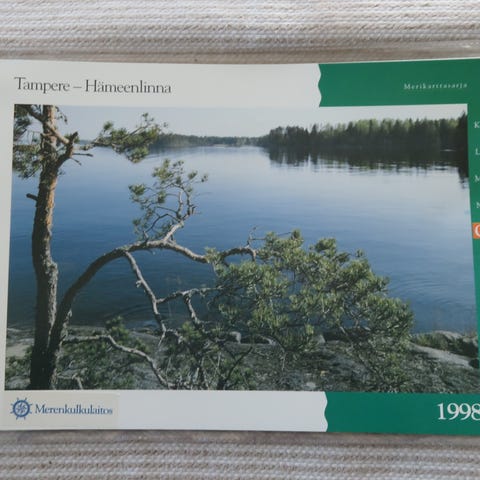 Tampere – Hämeenlinna
Merikarttasarja
K
L
M
N
Merenkulkulaitos
1998